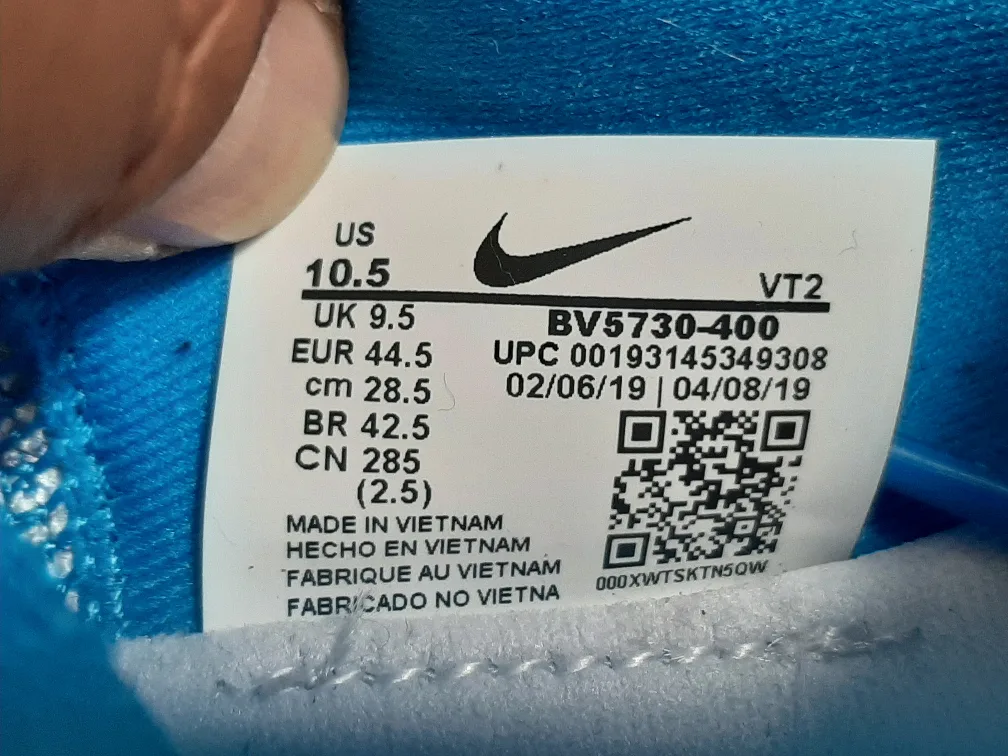 US
10.5
VT2
UK 9.5
BV5730-400
EUR 44.5
UPC 00193145349308
cm 28.5
02/06/19 | 04/08/19
BR 42.5
CN 285
(2.5)
MADE IN VIETNAM
HECHO EN VIETNAM
FABRIQUE AU VIETNAM
FABRICADO NO VIETNA
000XWTSKTN5QW